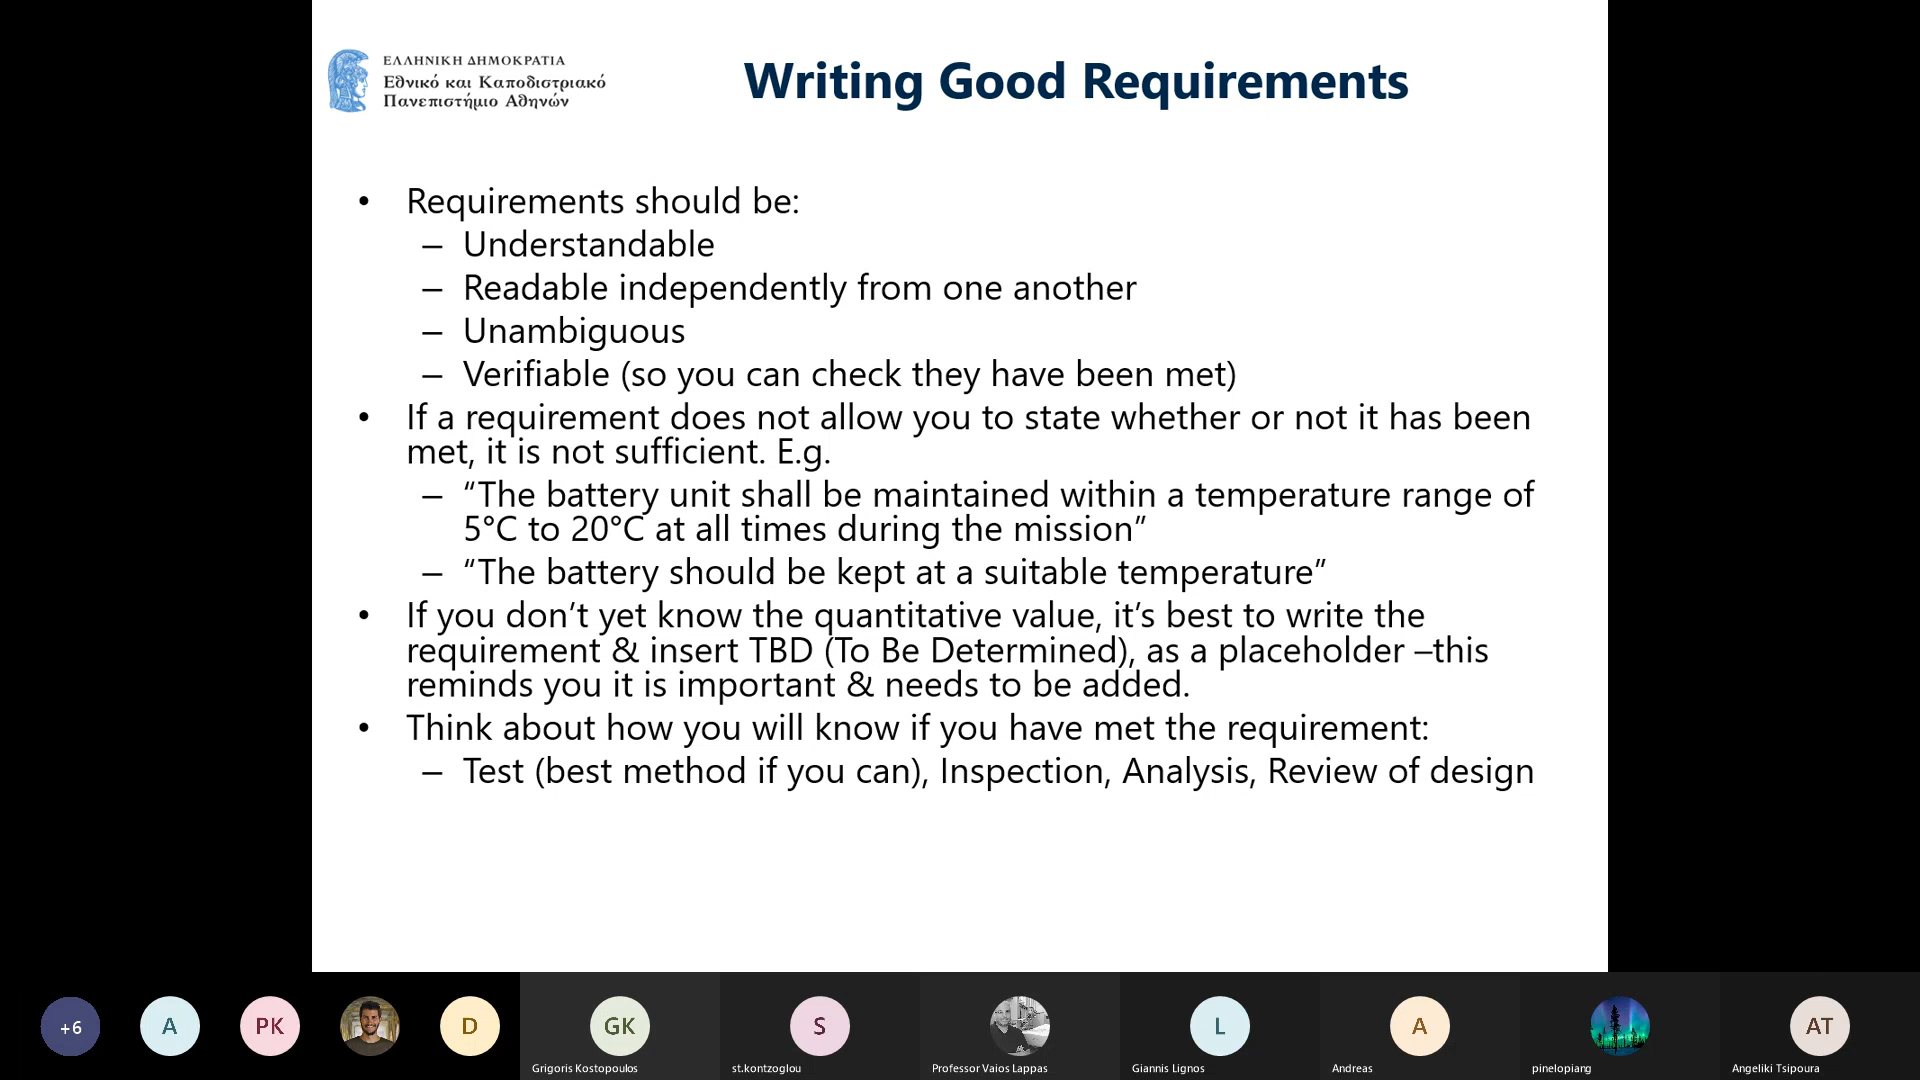 ΕΛΛΗΝΙΚΗ ΔΗΜΟΚΡΑΤΙΑ
Εθνικό και Καποδιστριακό
Πανεπιστήμιο Αθηνών
Writing Good Requirements
• Requirements should be:
– Understandable
– Readable independently from one another
– Unambiguous
– Verifiable (so you can check they have been met)
• If a requirement does not allow you to state whether or not it has been
met, it is not sufficient. E.g.
– “The battery unit shall be maintained within a temperature range of
5°C to 20°C at all times during the mission”
– “The battery should be kept at a suitable temperature”
• If you don’t yet know the quantitative value, it’s best to write the
requirement & insert TBD (To Be Determined), as a placeholder –this
reminds you it is important & needs to be added.
• Think about how you will know if you have met the requirement:
– Test (best method if you can), Inspection, Analysis, Review of design
+6 A PK D GK S L A AT
Grigoris Kostopoulos st.kontzoglou Professor Vaios Lappas Giannis Lignos Andreas pinelopiang Angeliki Tsipoura